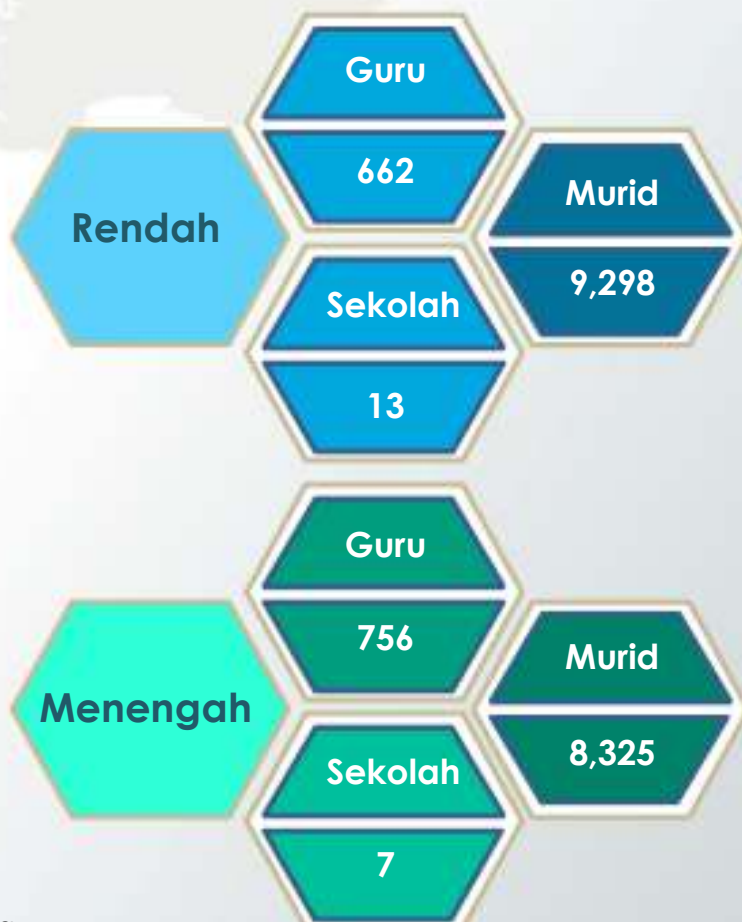 Rendah
Guru
662
Sekolah
13
Murid
9,298
Menengah
Guru
756
Sekolah
7
Murid
8,325